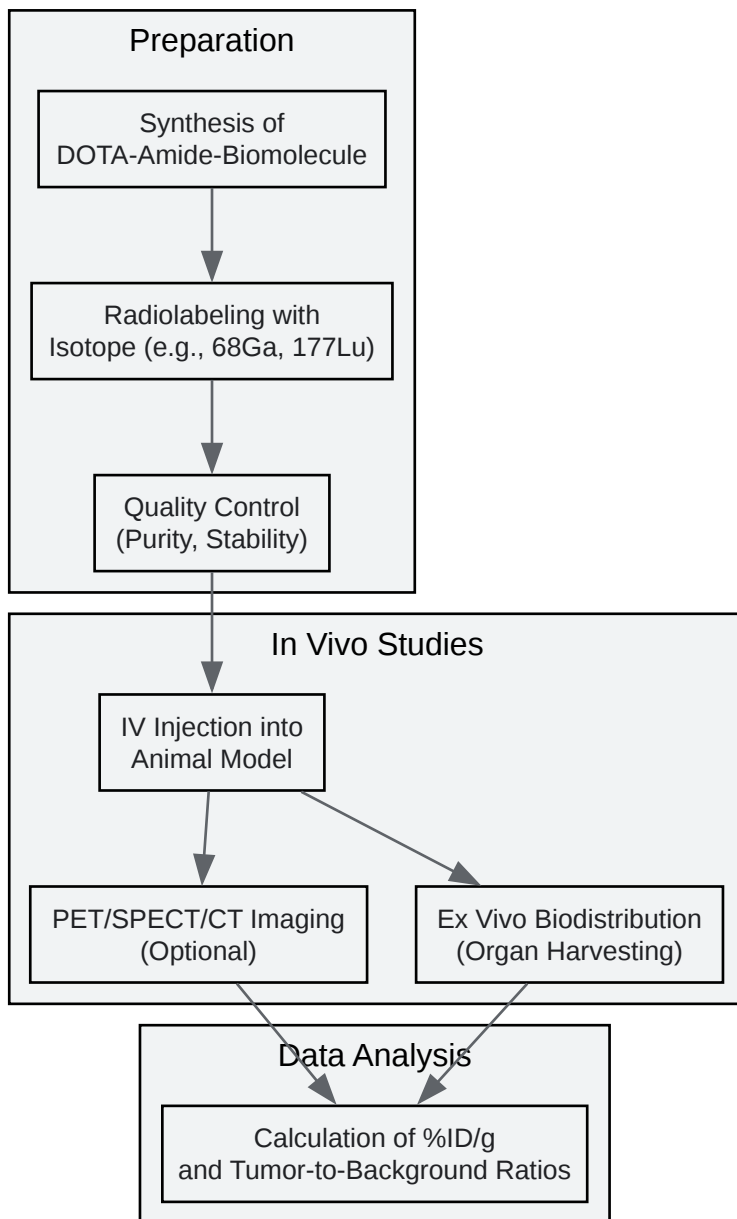 Preparation
Synthesis of
DOTA-Amide-Biomolecule
Radiolabeling with
Isotope (e.g., 68Ga, 177Lu)
Quality Control
(Purity, Stability)
In Vivo Studies
IV Injection into
Animal Model
PET/SPECT/CT Imaging
(Optional)
Ex Vivo Biodistribution
(Organ Harvesting)
Data Analysis
Calculation of %ID/g
and Tumor-to-Background Ratios